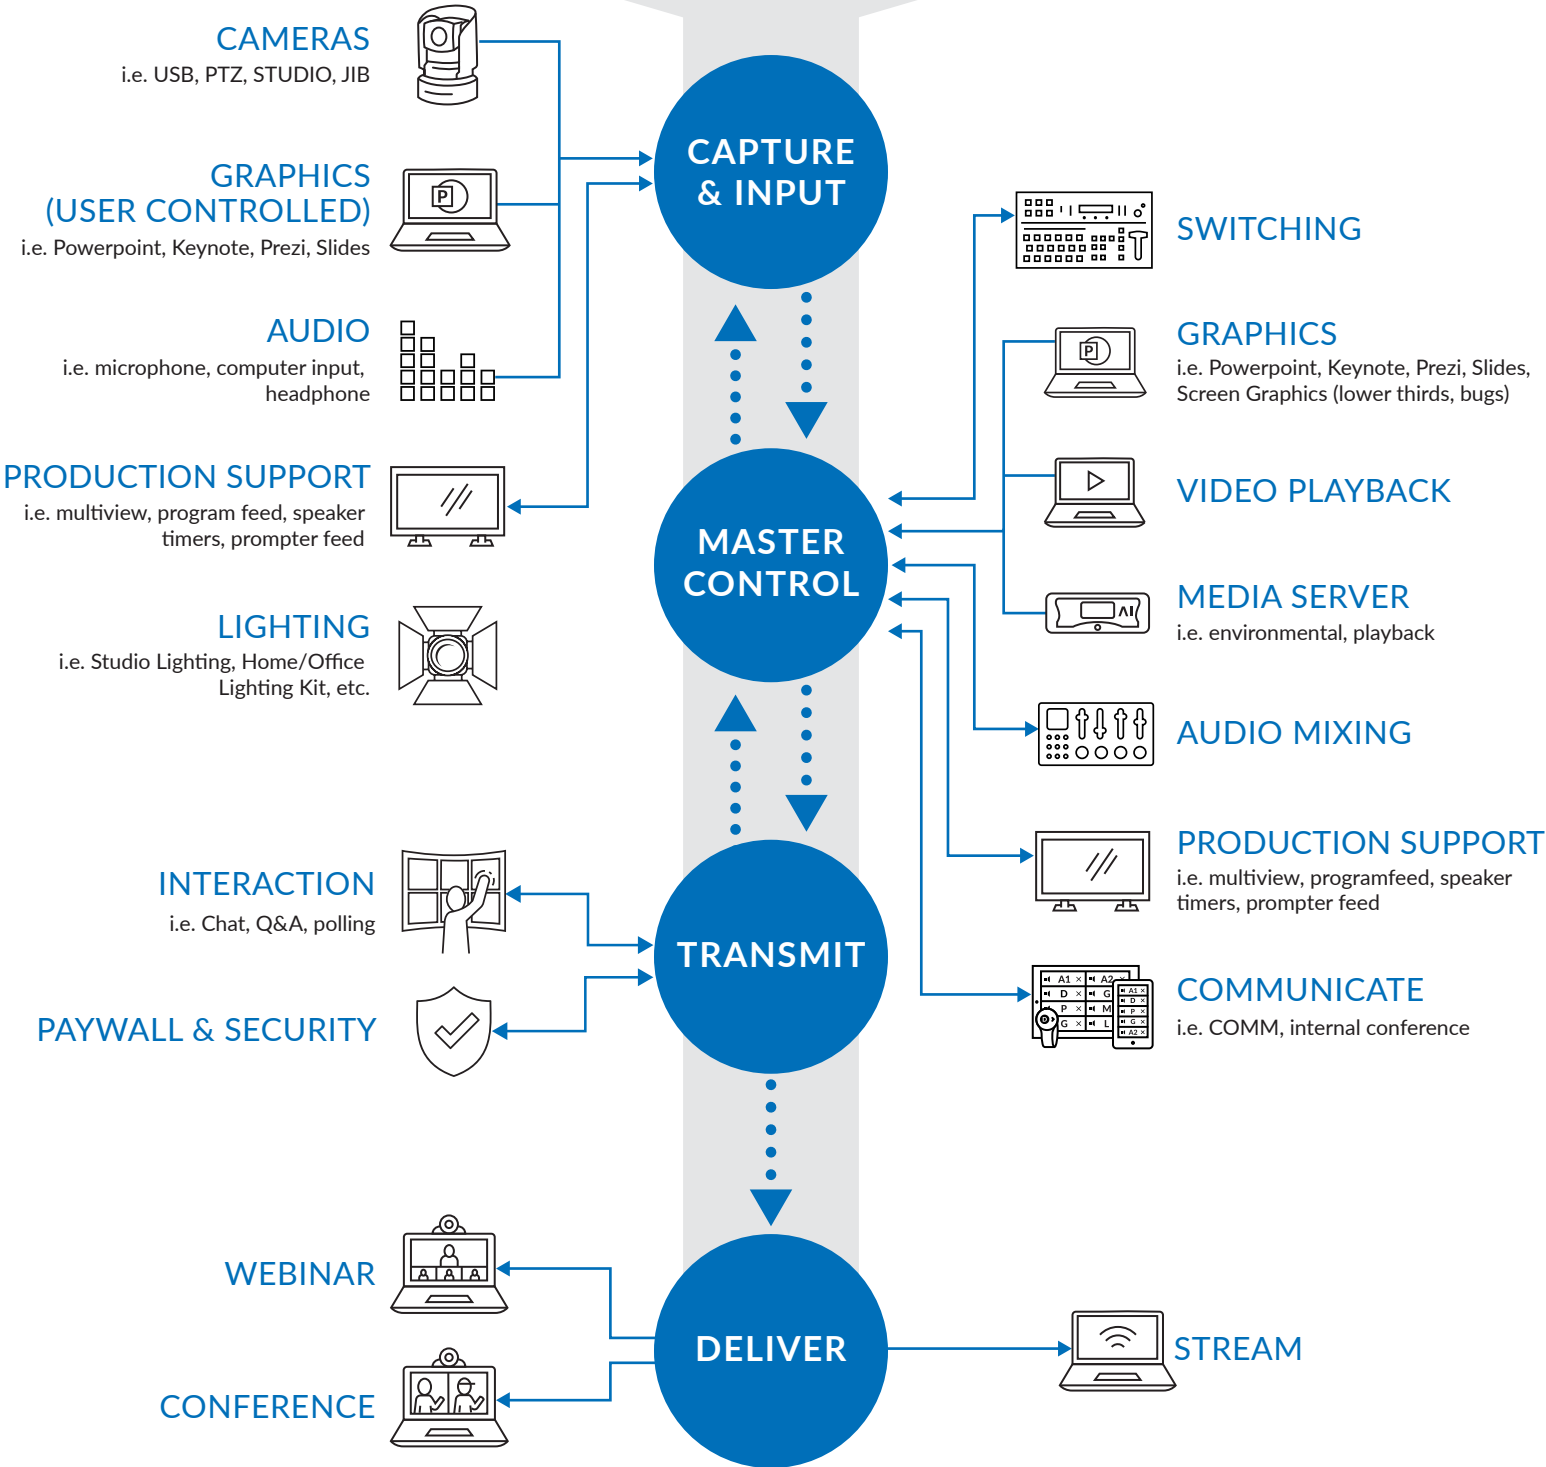 CAMERAS
i.e. USB, PTZ, STUDIO, JIB
GRAPHICS
(USER CONTROLLED)
i.e. Powerpoint, Keynote, Prezi, Slides
P
AUDIO
i.e. microphone, computer input,
headphone
PRODUCTION SUPPORT
i.e. multiview, program feed, speaker
timers, prompter feed
LIGHTING
i.e. Studio Lighting, Home/Office
Lighting Kit, etc.
INTERACTION
i.e. Chat, Q&A, polling
PAYWALL & SECURITY
WEBINAR
CONFERENCE
CAPTURE
& INPUT
MASTER
CONTROL
TRANSMIT
DELIVER
SWITCHING
GRAPHICS
i.e. Powerpoint, Keynote, Prezi, Slides,
Screen Graphics (lower thirds, bugs)
P
VIDEO PLAYBACK
MEDIA SERVER
i.e. environmental, playback
AUDIO MIXING
PRODUCTION SUPPORT
i.e. multiview, programfeed, speaker
timers, prompter feed
COMMUNICATE
i.e. COMM, internal conference
A1 × A2
D × G
P × M
G × L
A1 ×
D ×
P ×
G ×
A2 ×
STREAM